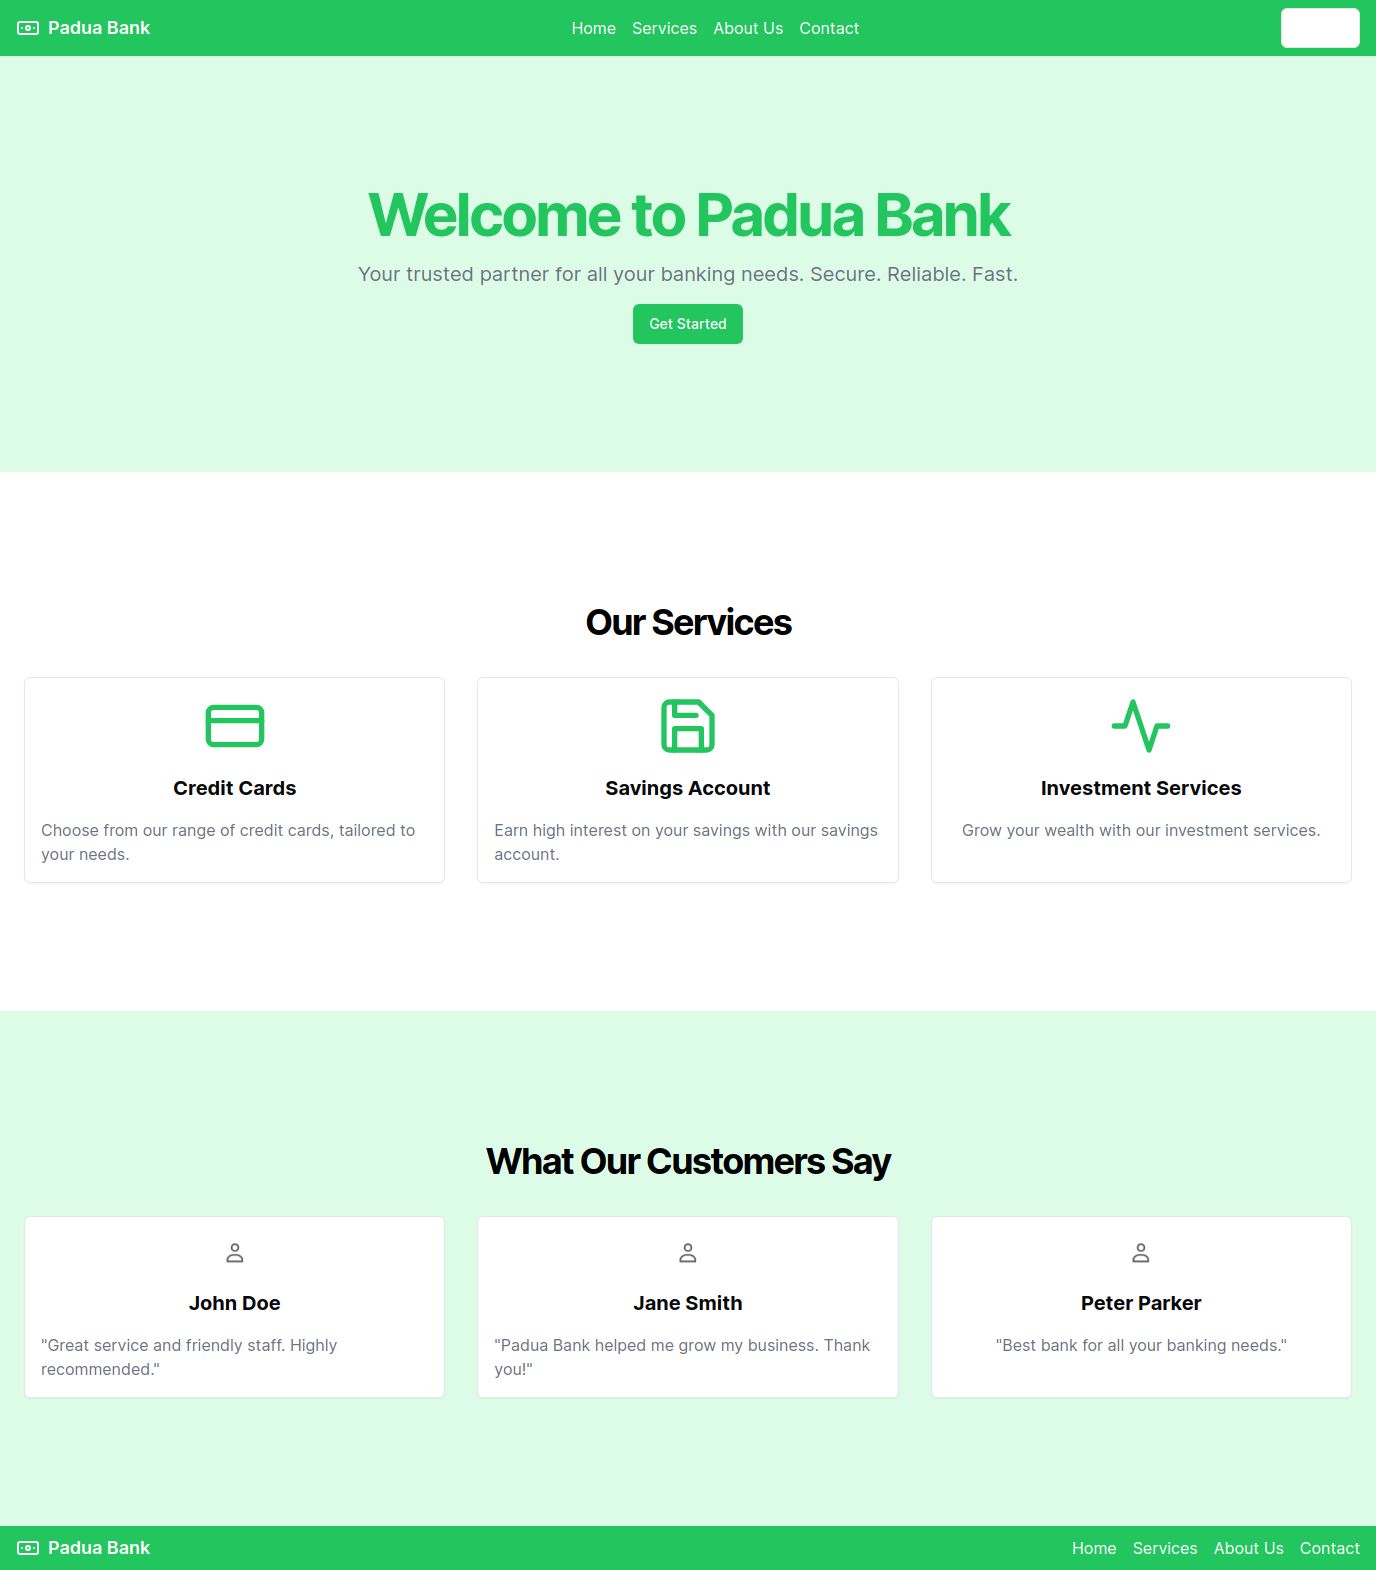 Padua Bank
Home Services About Us Contact
Welcome to Padua Bank
Your trusted partner for all your banking needs. Secure. Reliable. Fast.
Get Started
Our Services
Credit Cards
Choose from our range of credit cards, tailored to
your needs.
Savings Account
Earn high interest on your savings with our savings
account.
Investment Services
Grow your wealth with our investment services.
What Our Customers Say
John Doe
"Great service and friendly staff. Highly
recommended."
Jane Smith
"Padua Bank helped me grow my business. Thank
you!"
Peter Parker
"Best bank for all your banking needs."
Padua Bank
Home Services About Us Contact